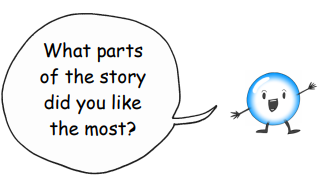 What parts
of the story
did you like
the most?